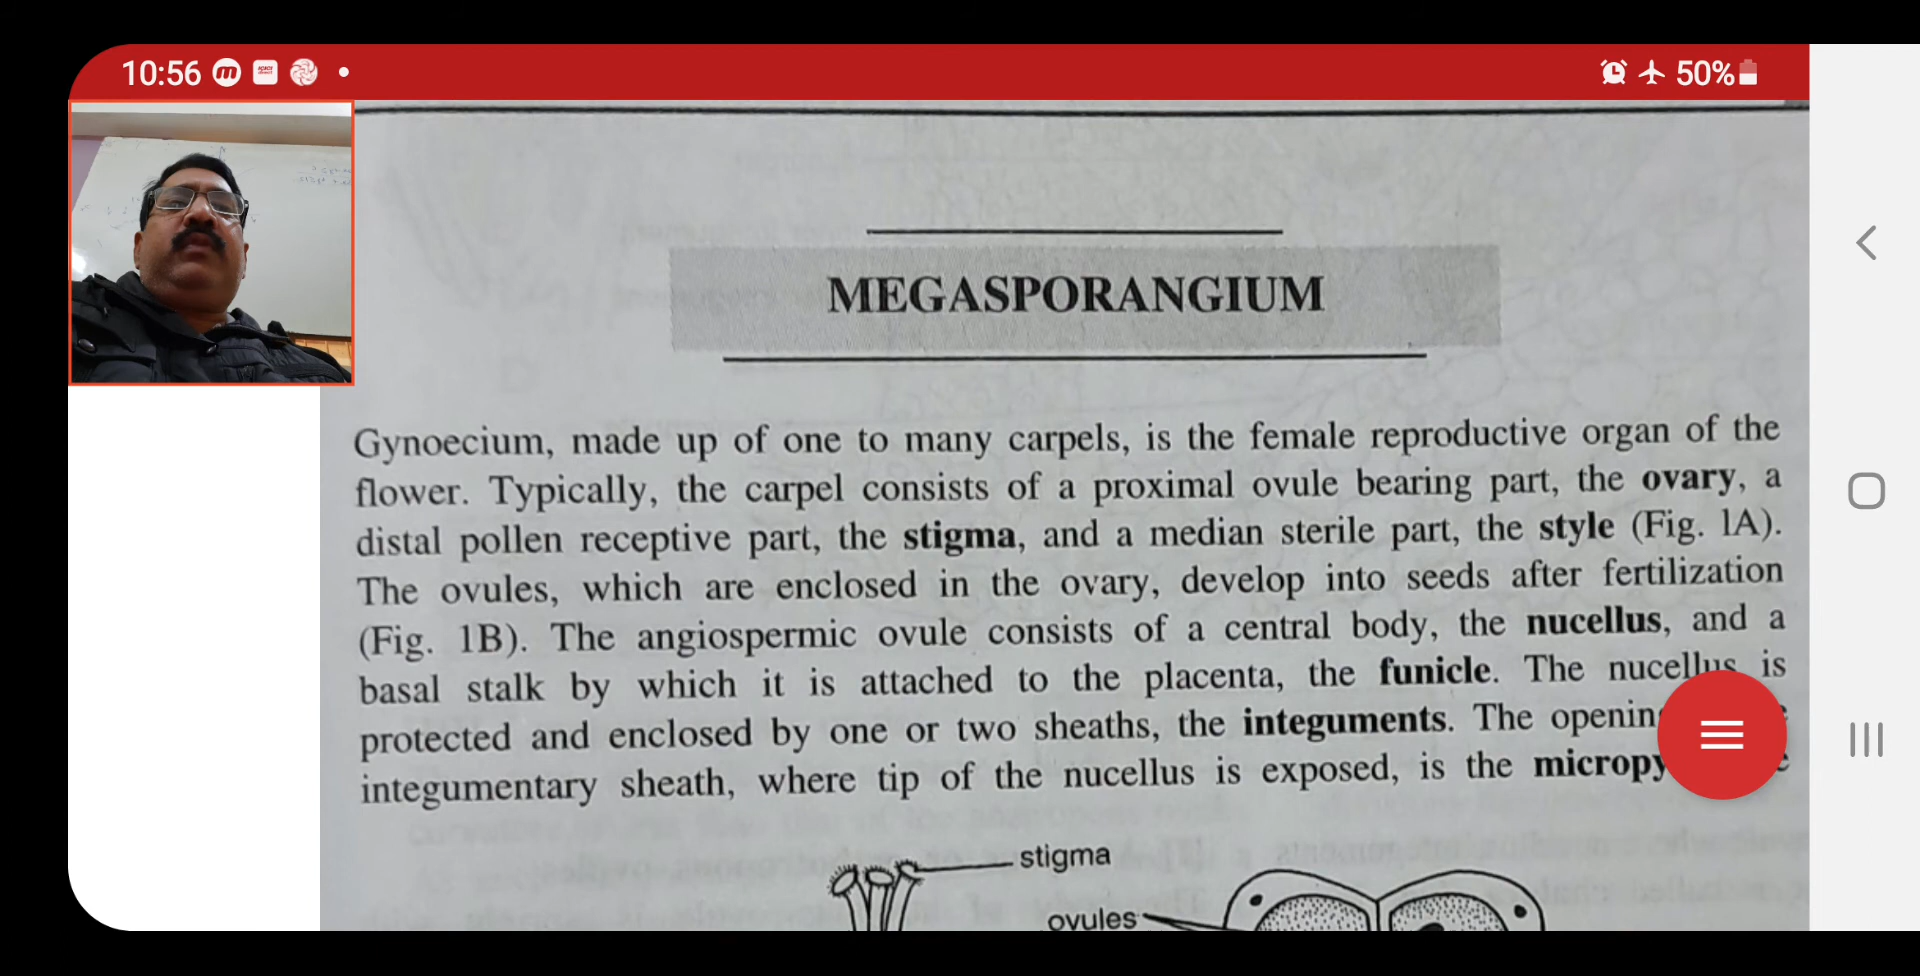 10:56
50%
MEGASPORANGIUM
Gynoecium, made up of one to many carpels, is the female reproductive organ of the
flower. Typically, the carpel consists of a proximal ovule bearing part, the ovary, a
distal pollen receptive part, the stigma, and a median sterile part, the style (Fig. 1A).
The ovules, which are enclosed in the ovary, develop into seeds after fertilization
(Fig. 1B). The angiospermic ovule consists of a central body, the nucellus, and a
basal stalk by which it is attached to the placenta, the funicle. The nucellus is
protected and enclosed by one or two sheaths, the integuments. The
integumentary sheath, where tip of the nucellus is exposed, is the
stigma
ovules